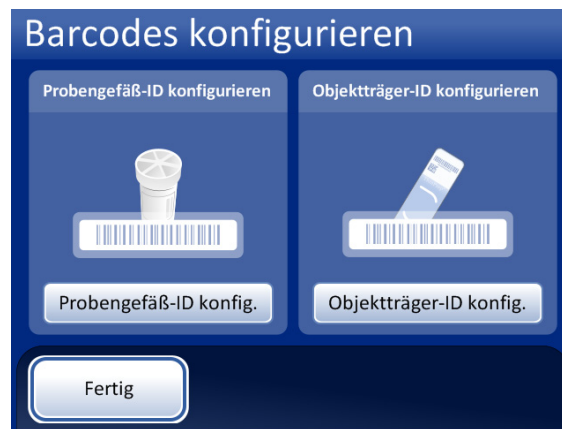 Barcodes konfigurieren
Probengefäß-ID konfigurieren
Objektträger-ID konfigurieren
Probengefäß-ID konfig.
Objektträger-ID konfig.
Fertig